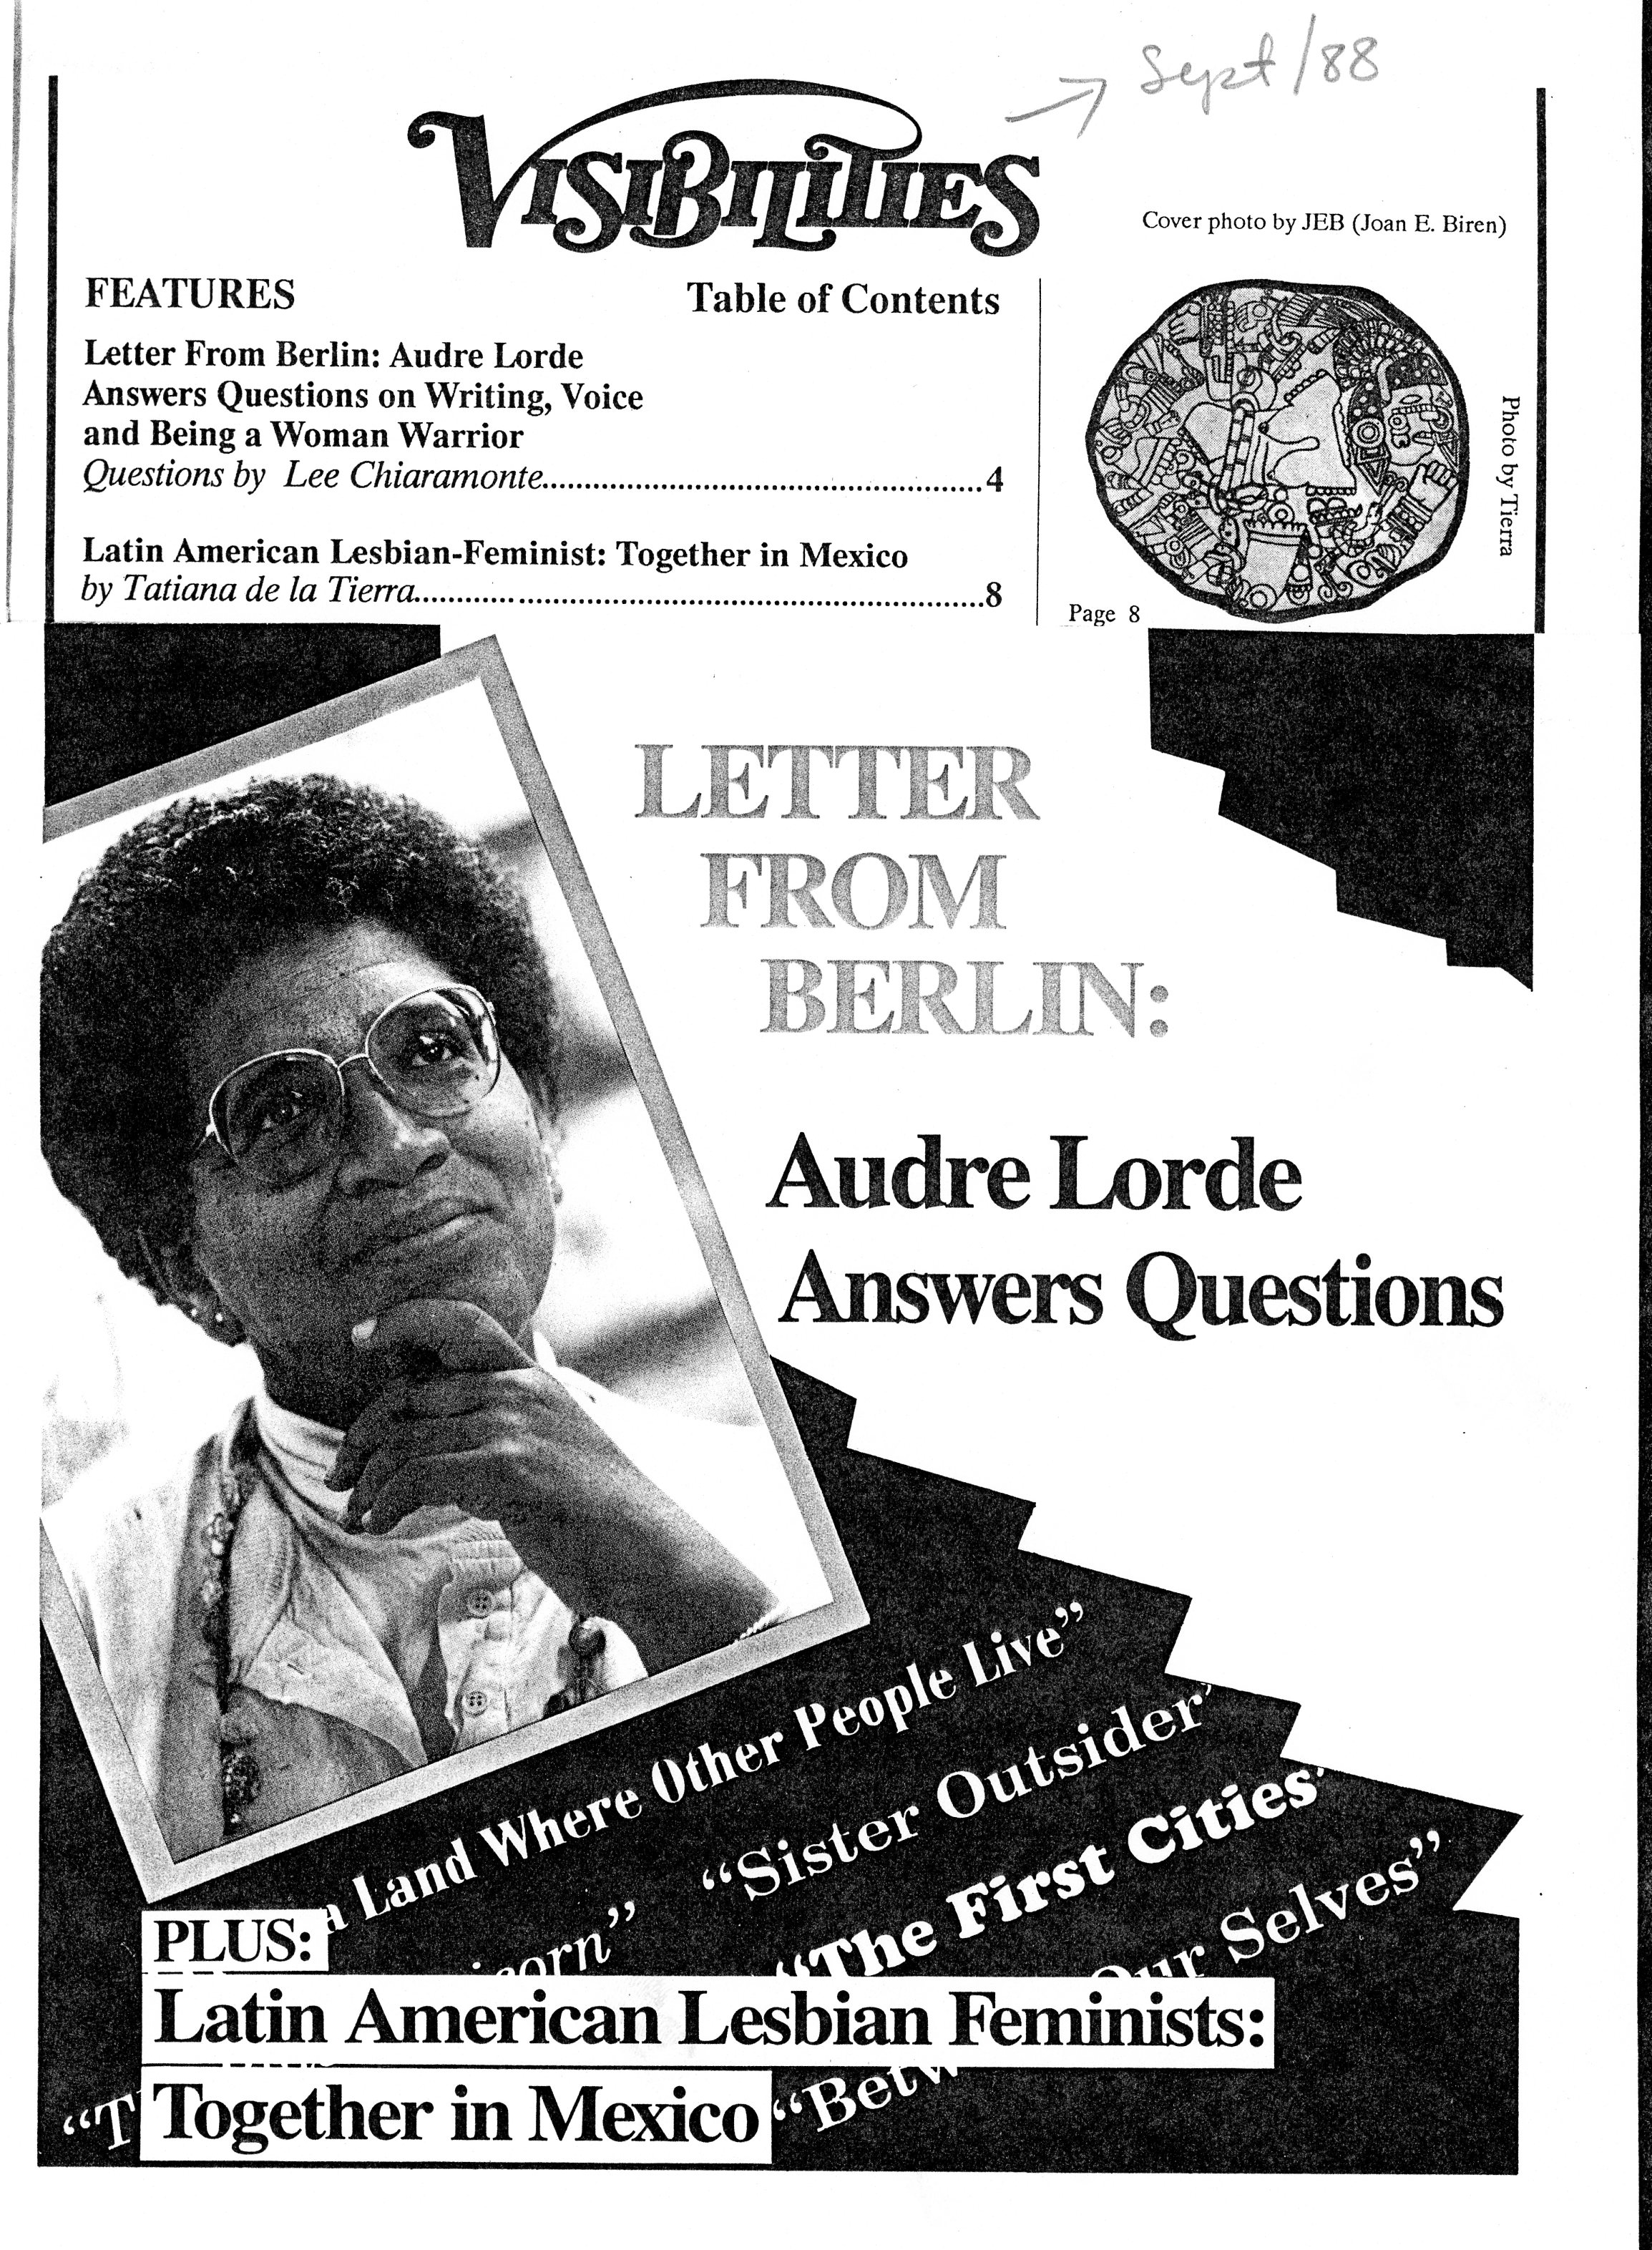 Sept/88
VISIBILITIES
Cover photo by JEB (Joan E. Biren)
FEATURES
Table of Contents
Letter From Berlin: Audre Lorde
Answers Questions on Writing, Voice
and Being a Woman Warrior
Questions by Lee Chiaramonte..........................................................4
Latin American Lesbian-Feminist: Together in Mexico
by Tatiana de la Tierra..........................................................................8
Photo by Tierra
Page 8
LETTER
FROM
BERLIN:
Audre Lorde
Answers Questions
a Land Where Other People Live”
“Sister Outsider’
“The First Cities’
Our Selves”
“Betw
PLUS:
Latin American Lesbian Feminists:
Together in Mexico